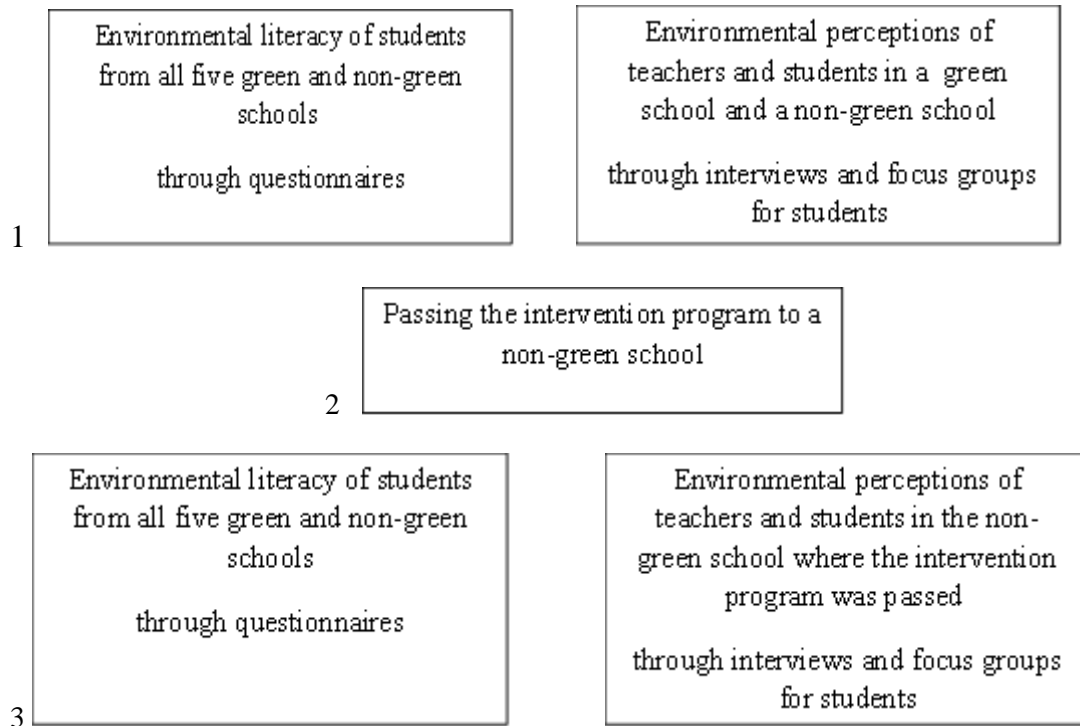 Environmental literacy of students
from all five green and non-green
schools
through questionnaires
Environmental perceptions of
teachers and students in a green
school and a non-green school
through interviews and focus groups
for students
1
Passing the intervention program to a
non-green school
2
Environmental literacy of students
from all five green and non-green
schools
through questionnaires
Environmental perceptions of
teachers and students in the non-
green school where the intervention
program was passed
through interviews and focus groups
for students
3